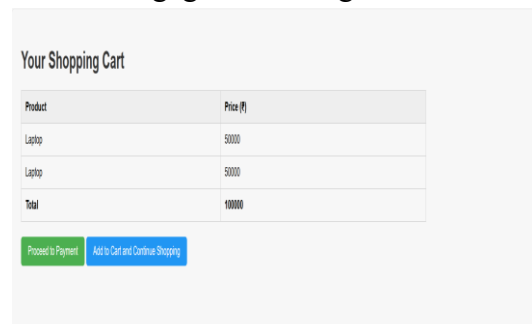 Your Shopping Cart
Product Price (₹)
Laptop 50000
Laptop 50000
Total 100000
Proceed to Payment Add to Cart and Continue Shopping